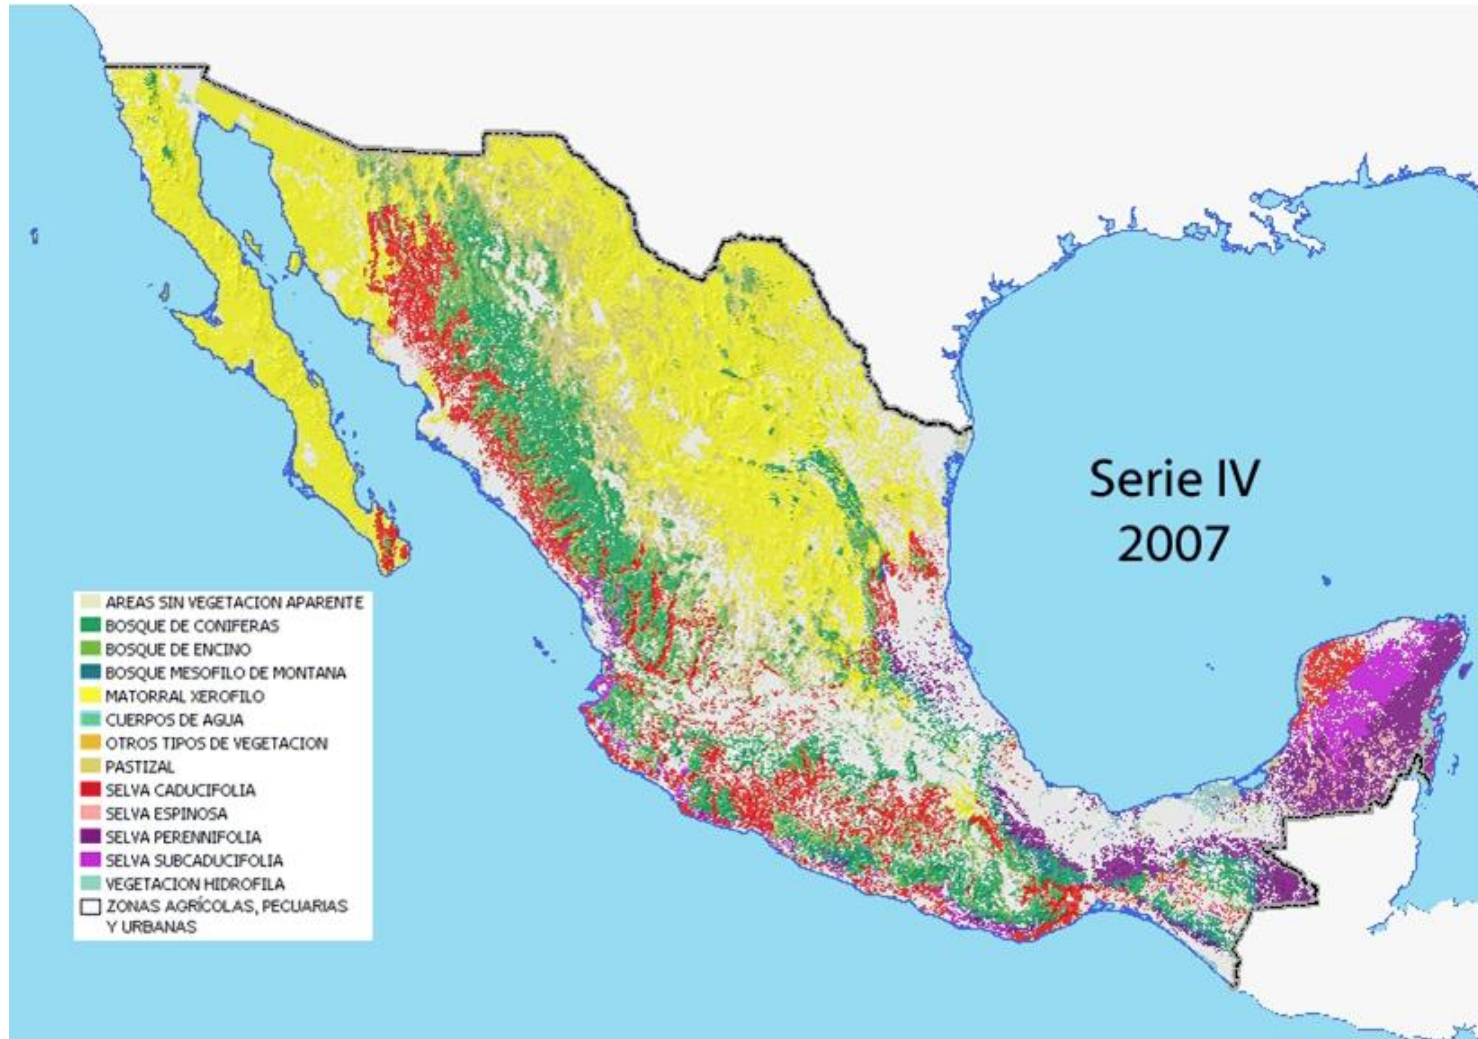 Serie IV
2007
AREAS SIN VEGETACION APARENTE
BOSQUE DE CONIFERAS
BOSQUE DE ENCINO
BOSQUE MESOFILO DE MONTANA
MATORRAL XEROFILO
CUERPOS DE AGUA
OTROS TIPOS DE VEGETACION
PASTIZAL
SELVA CADUCIFOLIA
SELVA ESPINOSA
SELVA PERENNIFOLIA
SELVA SUBCADUCIFOLIA
VEGETACION HIDROFILA
ZONAS AGRÍCOLAS, PECUARIAS
Y URBANAS